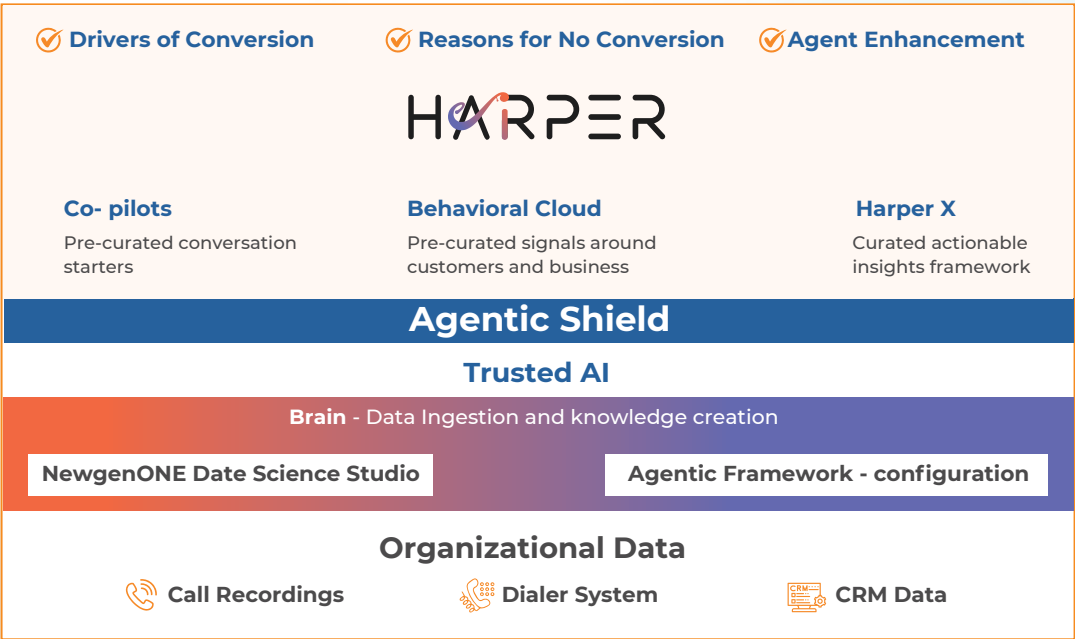 Drivers of Conversion
Reasons for No Conversion
Agent Enhancement
HARPER
Co- pilots
Pre-curated conversation
starters
Behavioral Cloud
Pre-curated signals around
customers and business
Harper X
Curated actionable
insights framework
Agentic Shield
Trusted AI
Brain - Data Ingestion and knowledge creation
NewgenONE Date Science Studio
Agentic Framework - configuration
Organizational Data
Call Recordings
Dialer System
CRM
CRM Data